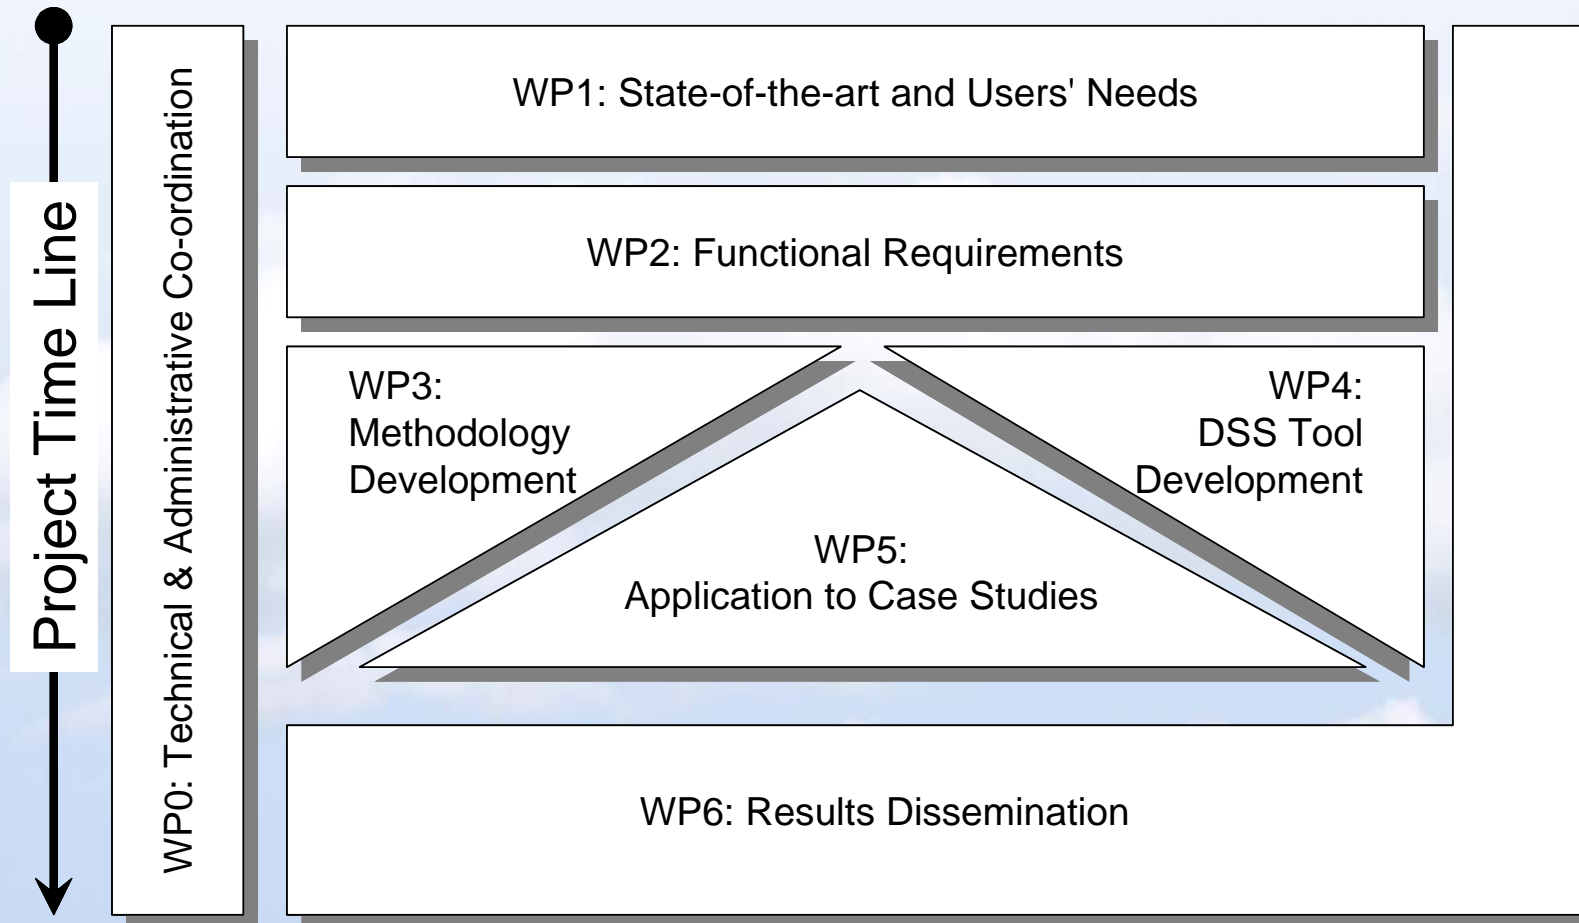 Project Time Line
WP0: Technical & Administrative Co-ordination
WP1: State-of-the-art and Users' Needs
WP2: Functional Requirements
WP3:
Methodology
Development
WP4:
DSS Tool
Development
WP5:
Application to Case Studies
WP6: Results Dissemination